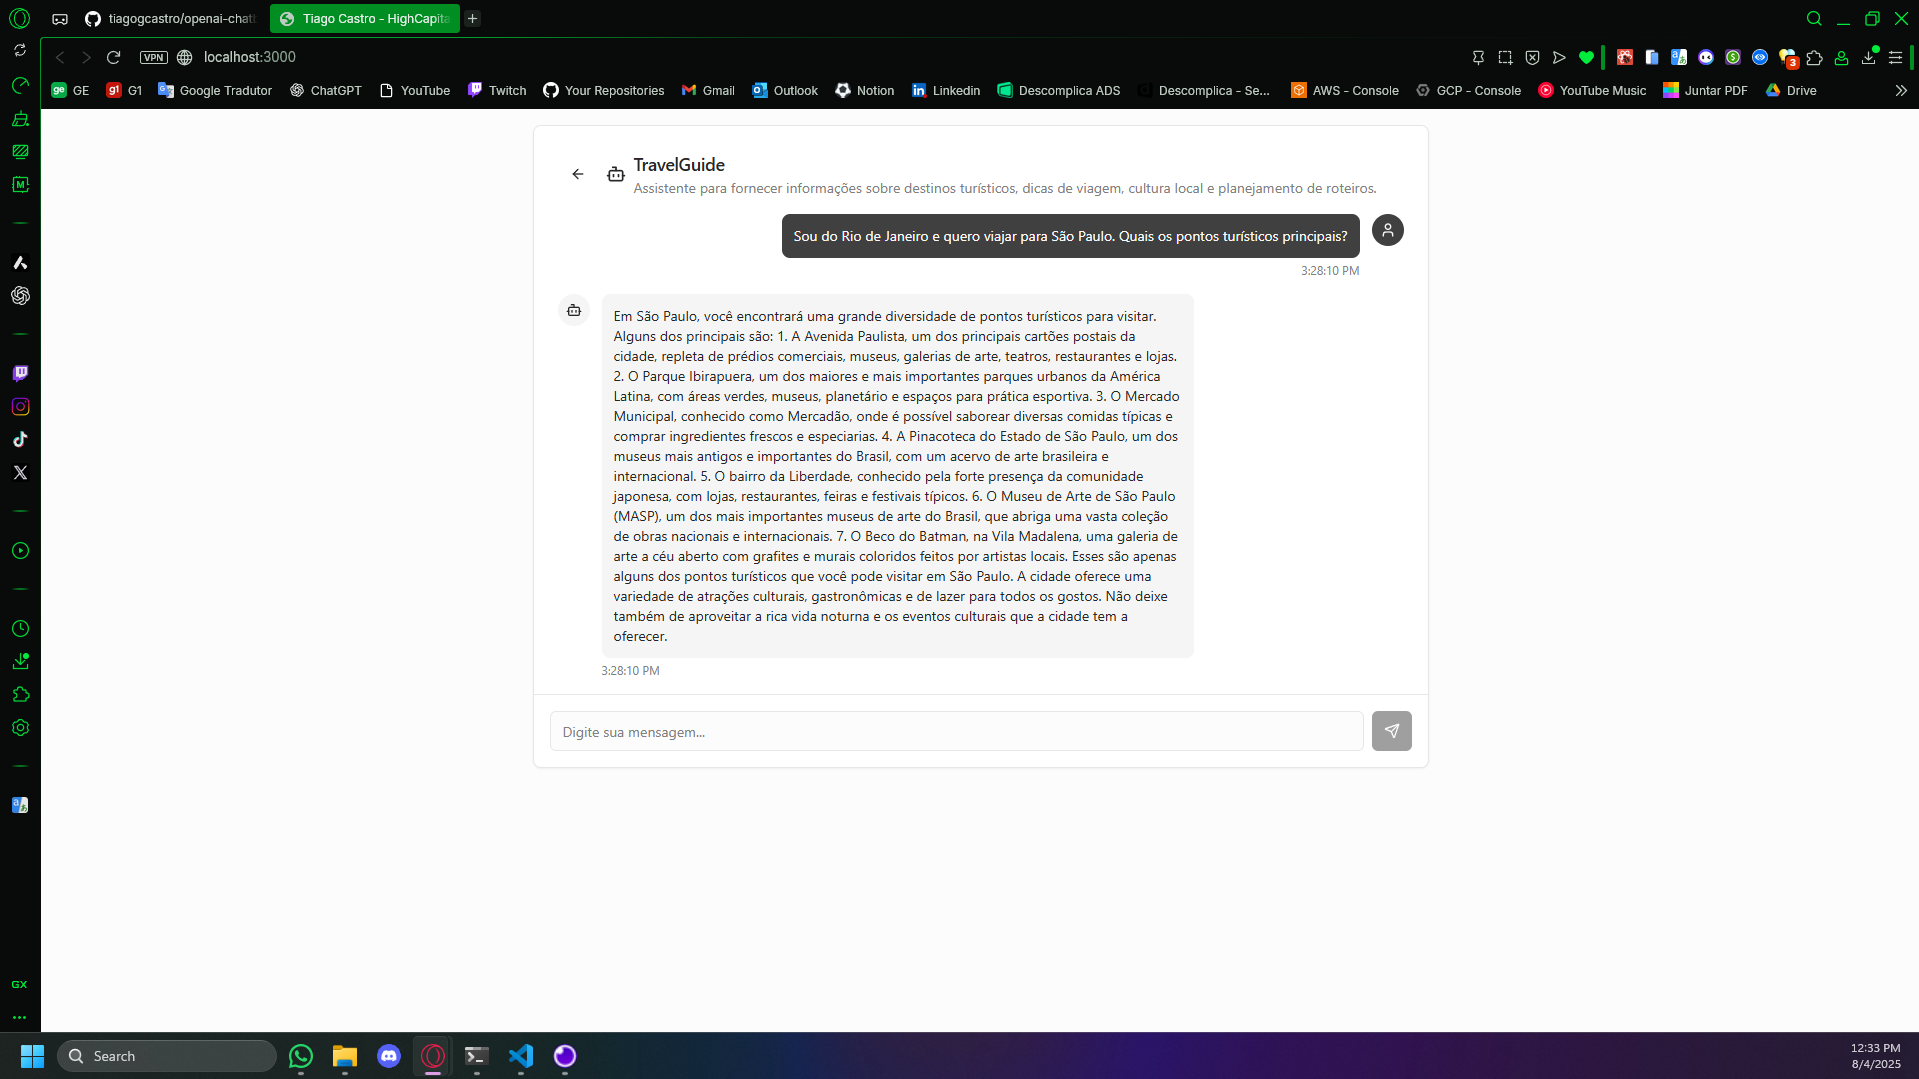 tiagogcastro/openai-chatb
Tiago Castro - HighCapita
VPN
localhost:3000
3
GE
G1
Google Tradutor
ChatGPT
YouTube
Twitch
Your Repositories
Gmail
Outlook
Notion
Linkedin
Descomplica ADS
Descomplica - Se...
AWS - Console
GCP - Console
YouTube Music
Juntar PDF
Drive
TravelGuide
Assistente para fornecer informações sobre destinos turísticos, dicas de viagem, cultura local e planejamento de roteiros.
Sou do Rio de Janeiro e quero viajar para São Paulo. Quais os pontos turísticos principais?
3:28:10 PM
Em São Paulo, você encontrará uma grande diversidade de pontos turísticos para visitar.
Alguns dos principais são: 1. A Avenida Paulista, um dos principais cartões postais da
cidade, repleta de prédios comerciais, museus, galerias de arte, teatros, restaurantes e lojas.
2. O Parque Ibirapuera, um dos maiores e mais importantes parques urbanos da América
Latina, com áreas verdes, museus, planetário e espaços para prática esportiva. 3. O Mercado
Municipal, conhecido como Mercadão, onde é possível saborear diversas comidas típicas e
comprar ingredientes frescos e especiarias. 4. A Pinacoteca do Estado de São Paulo, um dos
museus mais antigos e importantes do Brasil, com um acervo de arte brasileira e
internacional. 5. O bairro da Liberdade, conhecido pela forte presença da comunidade
japonesa, com lojas, restaurantes, feiras e festivais típicos. 6. O Museu de Arte de São Paulo
(MASP), um dos mais importantes museus de arte do Brasil, que abriga uma vasta coleção
de obras nacionais e internacionais. 7. O Beco do Batman, na Vila Madalena, uma galeria de
arte a céu aberto com grafites e murais coloridos feitos por artistas locais. Esses são apenas
alguns dos pontos turísticos que você pode visitar em São Paulo. A cidade oferece uma
variedade de atrações culturais, gastronômicas e de lazer para todos os gostos. Não deixe
também de aproveitar a rica vida noturna e os eventos culturais que a cidade tem a
oferecer.
3:28:10 PM
Digite sua mensagem...
GX
Search
12:33 PM
8/4/2025